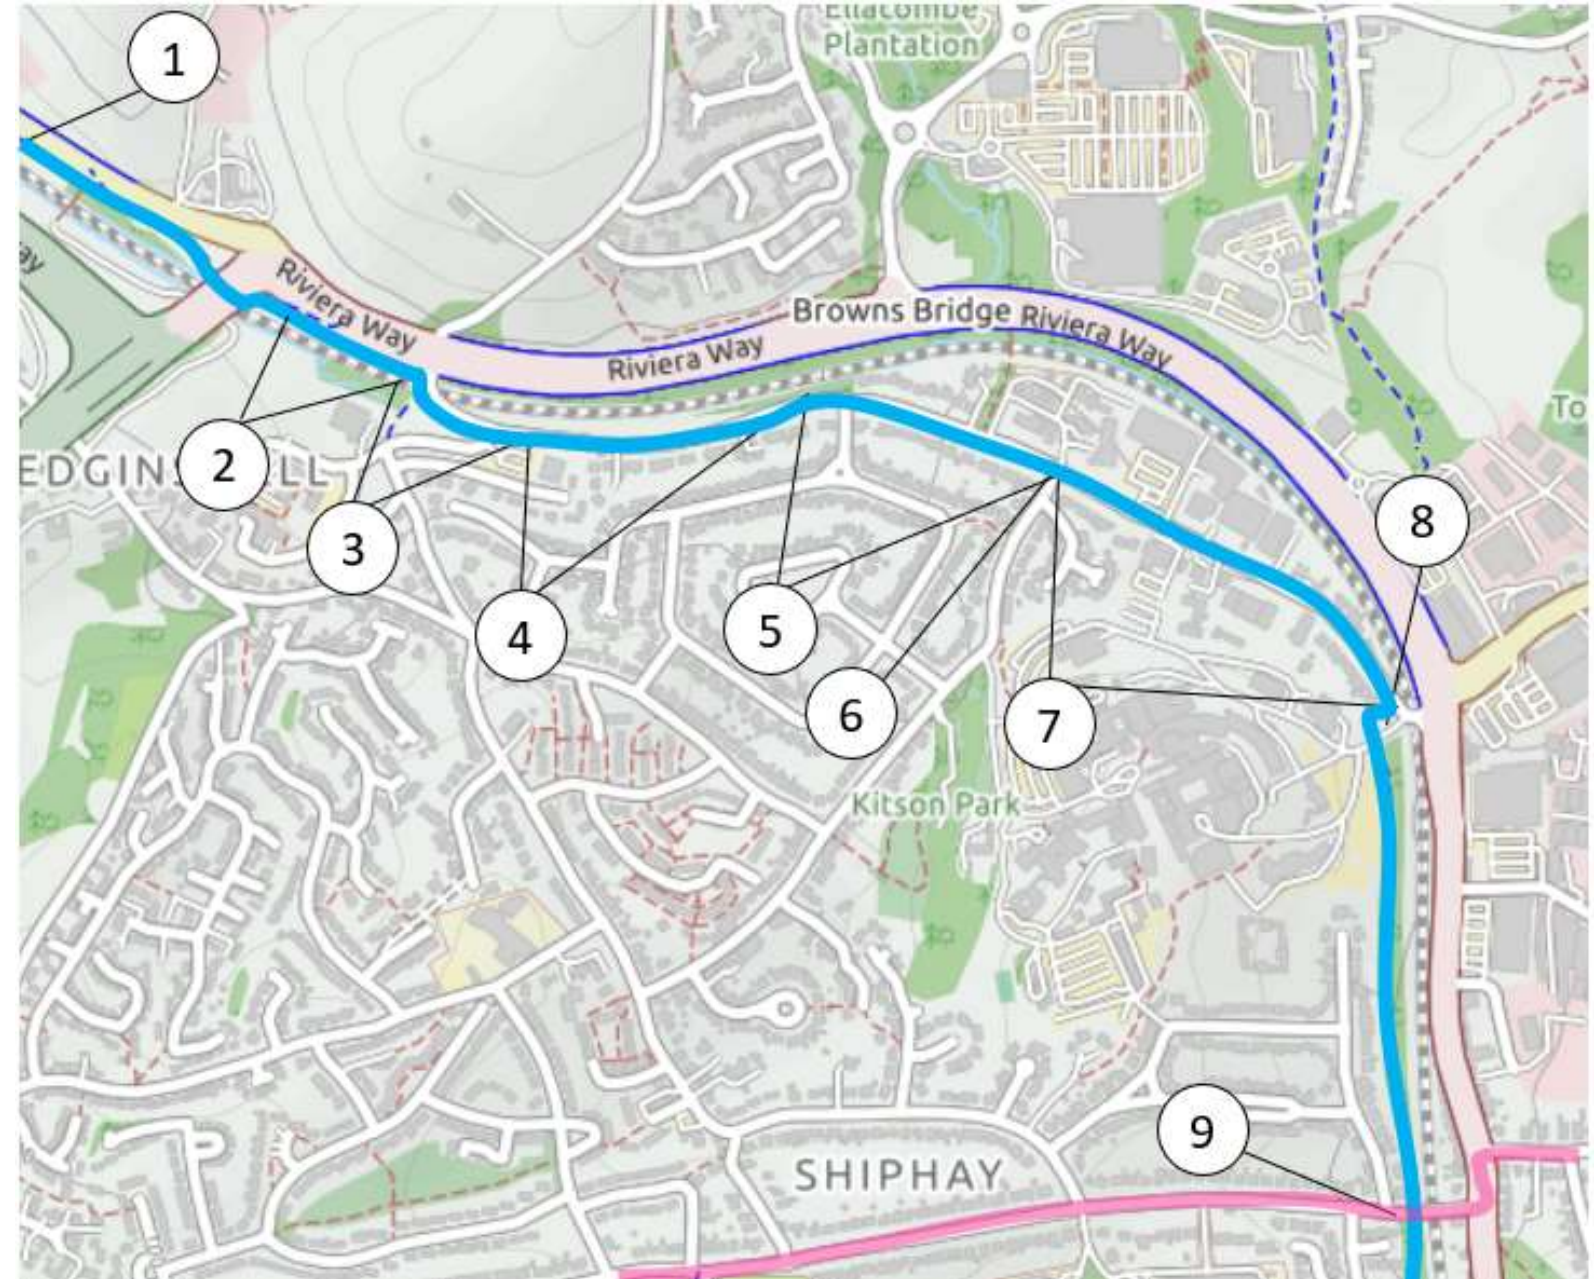 Ellacombe
Plantation
1
Riviera Way
Browns Bridge
Riviera Way
Riviera Way
ay
To
EDGINS
LL
2
3
8
4
5
6
7
Kitson Park
9
SHIPHAY